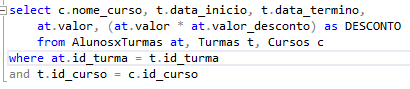 select c.nome_curso, t.data_inicio, t.data_termino,
at.valor, (at.valor * at.valor_desconto) as DESCONTO
from AlunosxTurmas at, Turmas t, Cursos c
where at.id_turma = t.id_turma
and t.id_curso = c.id_curso